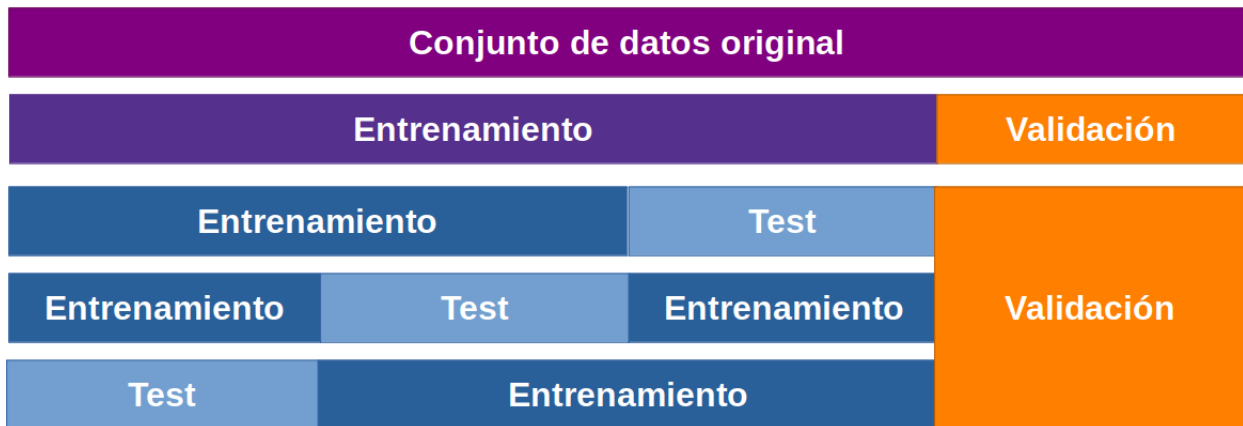 Conjunto de datos original
Entrenamiento Validación
Entrenamiento Test
Entrenamiento Test Entrenamiento Validación
Test Entrenamiento